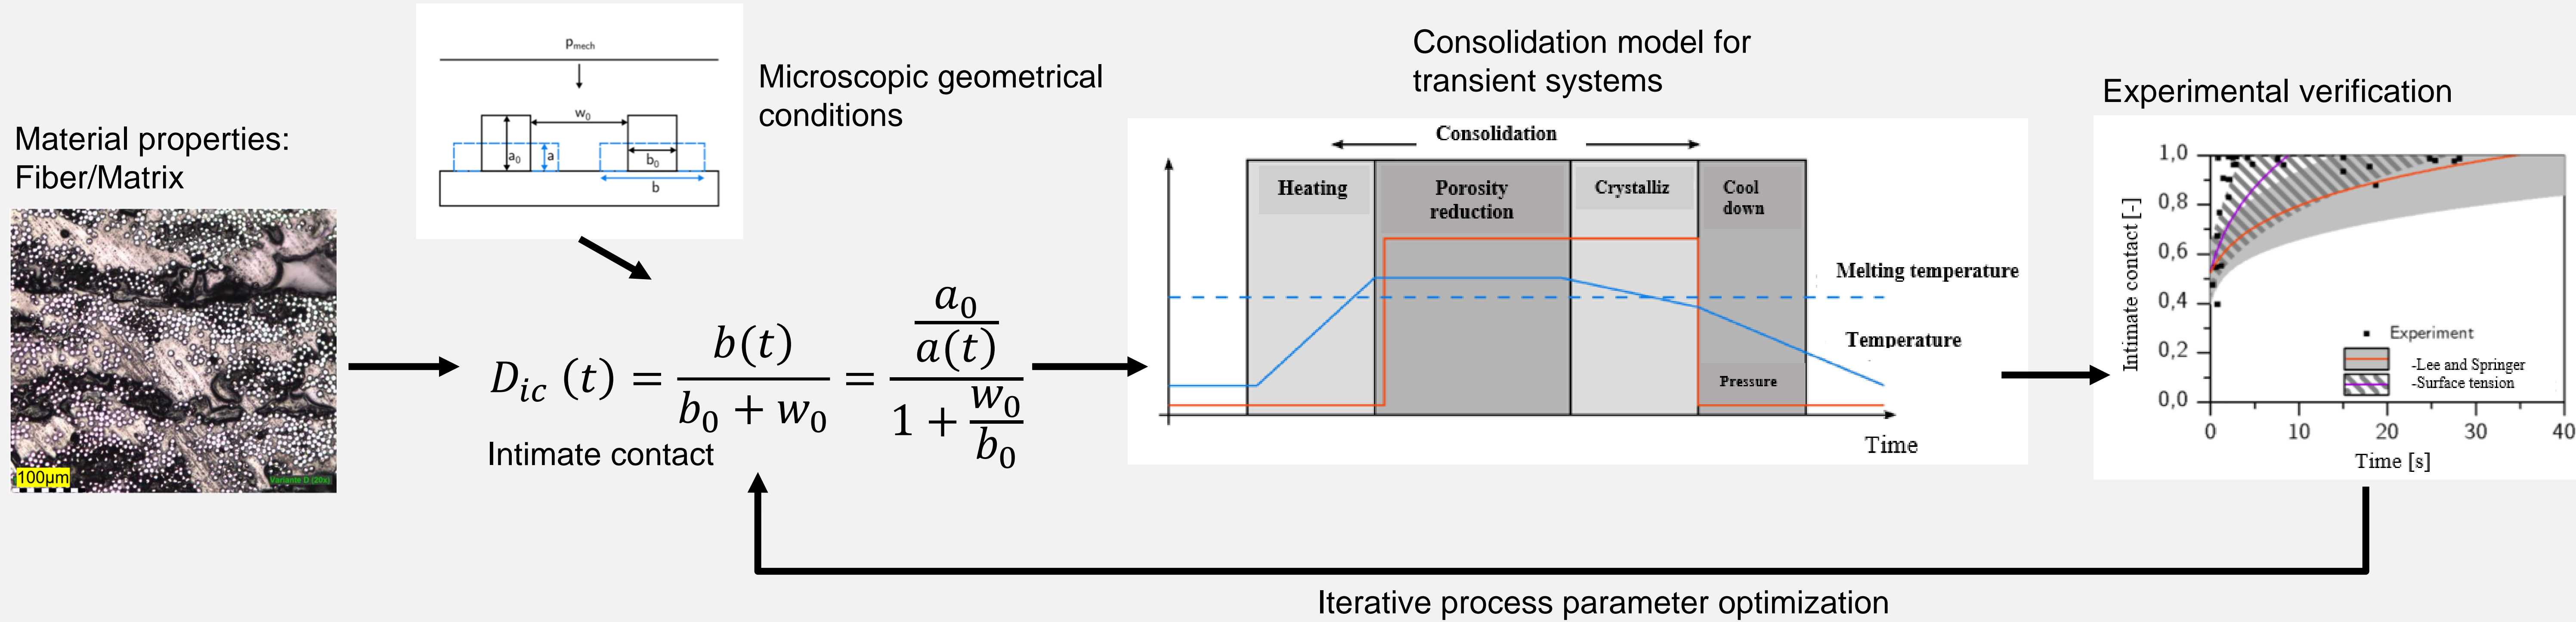 Material properties:
Fiber/Matrix
100µm
Variante D (20x)
p_mech
w_0
a_0
a
b_0
b
Microscopic geometrical
conditions
D_ic (t) = b(t) / (b_0 + w_0) = (a_0 / a(t)) / (1 + w_0 / b_0)
Intimate contact
Consolidation model for
transient systems
Consolidation
Heating
Porosity
reduction
Crystalliz
Cool
down
Melting temperature
Temperature
Pressure
Time
Experimental verification
Intimate contact [-]
1,0
0,8
0,6
0,4
0,2
0,0
Experiment
-Lee and Springer
-Surface tension
0 10 20 30 40
Time [s]
Iterative process parameter optimization